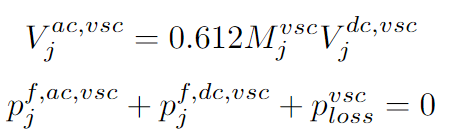 $V_j^{ac,vsc} = 0.612 M_j^{vsc} V_j^{dc,vsc}$
$p_j^{f,ac,vsc} + p_j^{f,dc,vsc} + p_{loss}^{vsc} = 0$